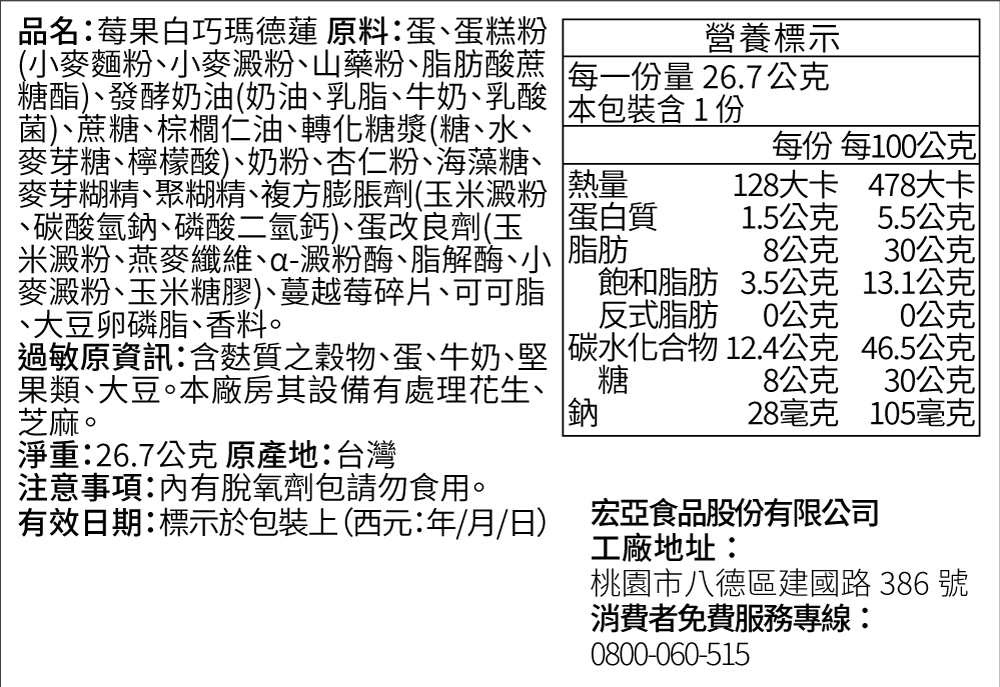 品名：莓果白巧瑪德蓮 原料：蛋、蛋糕粉
(小麥麵粉、小麥澱粉、山藥粉、脂肪酸蔗
糖酯)、發酵奶油(奶油、乳脂、牛奶、乳酸
菌)、蔗糖、棕櫚仁油、轉化糖漿(糖、水、
麥芽糖、檸檬酸)、奶粉、杏仁粉、海藻糖、
麥芽糊精、聚糊精、複方膨脹劑(玉米澱粉
、碳酸氫鈉、磷酸二氫鈣)、蛋改良劑(玉
米澱粉、燕麥纖維、α-澱粉酶、脂解酶、小
麥澱粉、玉米糖膠)、蔓越莓碎片、可可脂
、大豆卵磷脂、香料。
過敏原資訊：含麩質之穀物、蛋、牛奶、堅
果類、大豆。本廠房其設備有處理花生、
芝麻。
淨重：26.7公克 原產地：台灣
注意事項：內有脫氧劑包請勿食用。
有效日期：標示於包裝上（西元：年/月/日）
營養標示
每一份量 26.7公克
本包裝含 1 份
每份 每100公克
熱量 128大卡 478大卡
蛋白質 1.5公克 5.5公克
脂肪 8公克 30公克
飽和脂肪 3.5公克 13.1公克
反式脂肪 0公克 0公克
碳水化合物 12.4公克 46.5公克
糖 8公克 30公克
鈉 28毫克 105毫克
宏亞食品股份有限公司
工廠地址：
桃園市八德區建國路 386 號
消費者免費服務專線：
0800-060-515